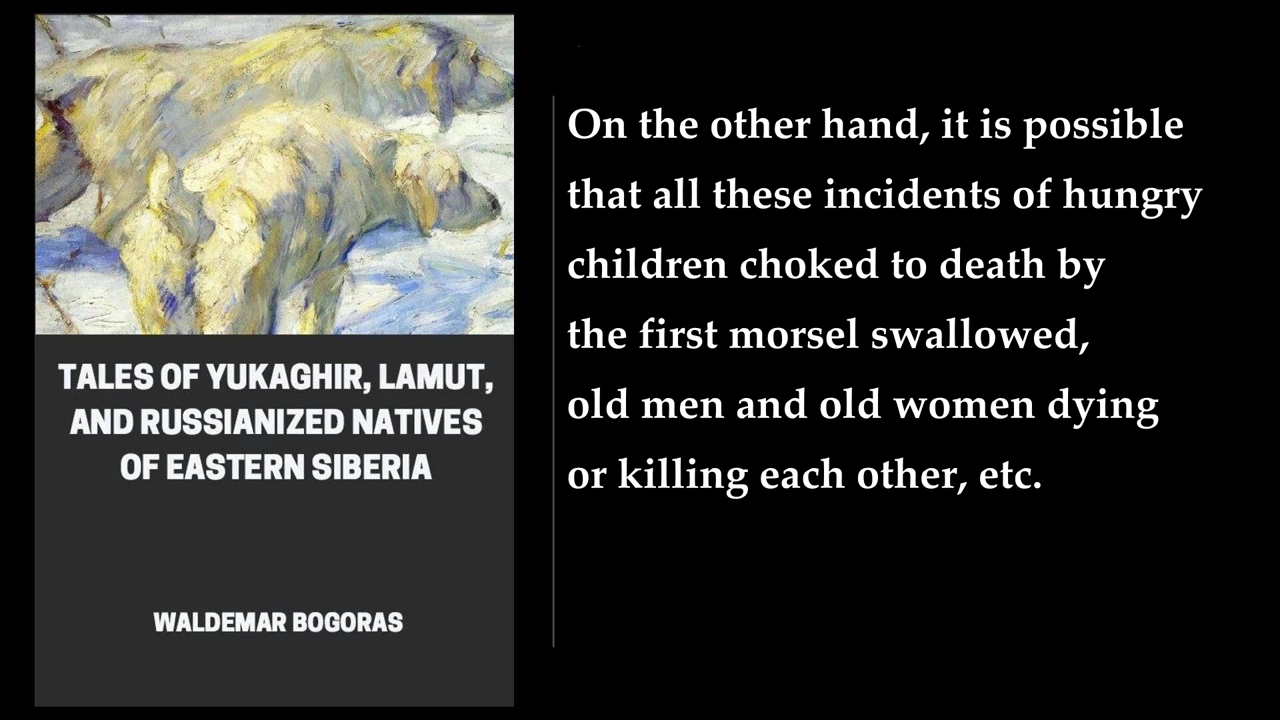 TALES OF YUKAGHIR, LAMUT,
AND RUSSIANIZED NATIVES
OF EASTERN SIBERIA
WALDEMAR BOGORAS
On the other hand, it is possible
that all these incidents of hungry
children choked to death by
the first morsel swallowed,
old men and old women dying
or killing each other, etc.